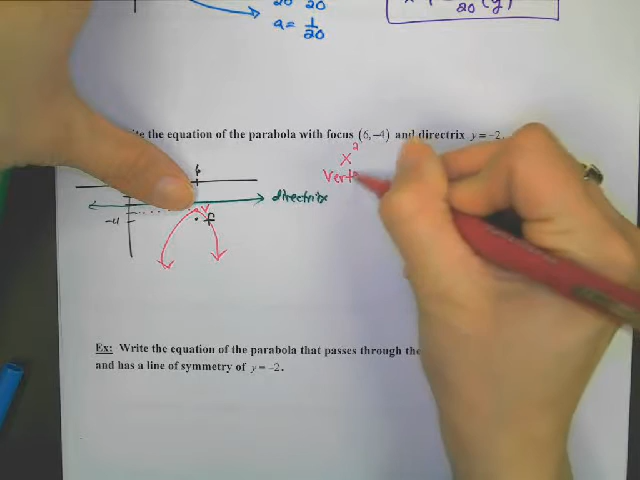 20 20
a = 1/20
20 (y)
the equation of the parabola with focus (6,−4) and directrix y = −2.
x²
Vert
6
directrix
V
-4
f
Ex: Write the equation of the parabola that passes through the
and has a line of symmetry of y = −2.